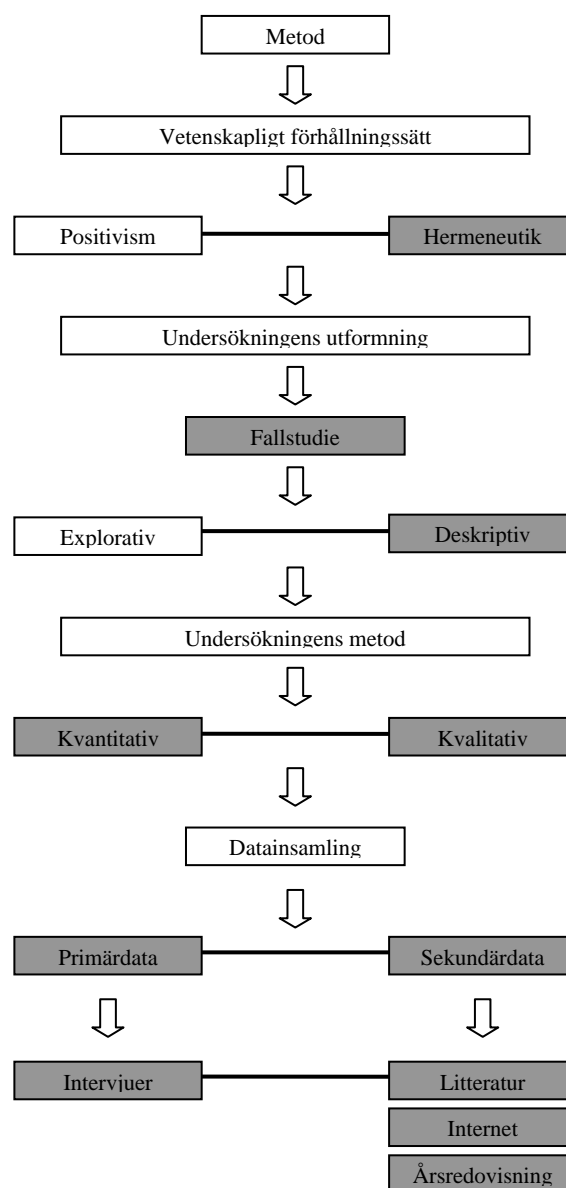 Metod
Vetenskapligt förhållningssätt
Positivism
Hermeneutik
Undersökningens utformning
Fallstudie
Explorativ
Deskriptiv
Undersökningens metod
Kvantitativ
Kvalitativ
Datainsamling
Primärdata
Sekundärdata
Intervjuer
Litteratur
Internet
Årsredovisning